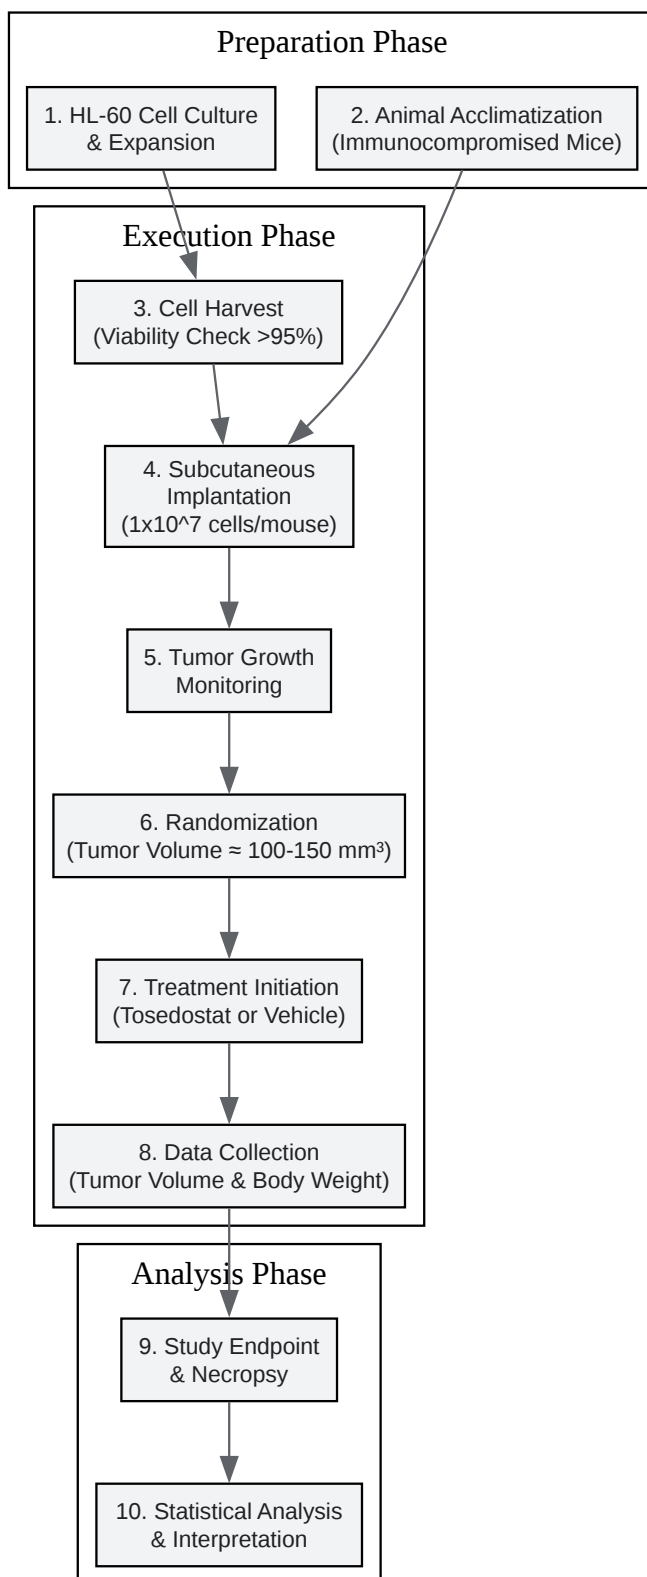 Preparation Phase
1. HL-60 Cell Culture
& Expansion
2. Animal Acclimatization
(Immunocompromised Mice)
Execution Phase
3. Cell Harvest
(Viability Check >95%)
4. Subcutaneous
Implantation
(1x10^7 cells/mouse)
5. Tumor Growth
Monitoring
6. Randomization
(Tumor Volume ≈ 100-150 mm³)
7. Treatment Initiation
(Tosedostat or Vehicle)
8. Data Collection
(Tumor Volume & Body Weight)
Analysis Phase
9. Study Endpoint
& Necropsy
10. Statistical Analysis
& Interpretation